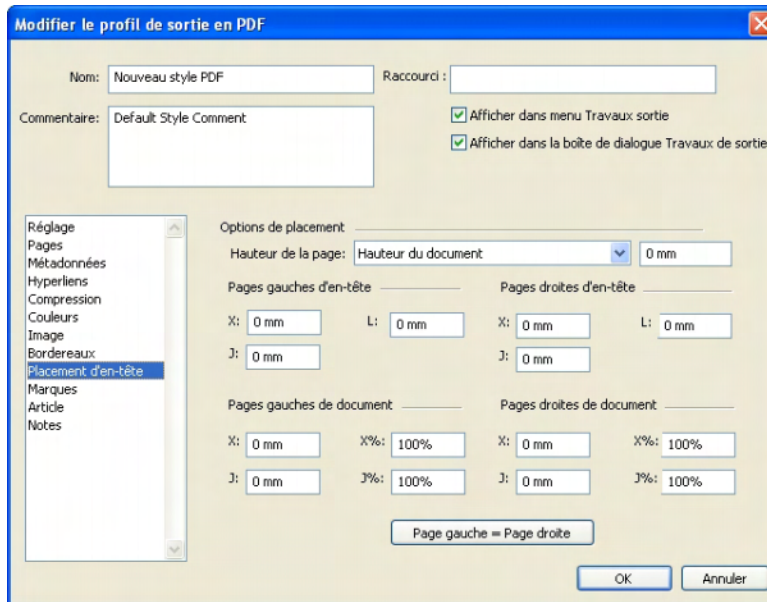 Modifier le profil de sortie en PDF
Nom: Nouveau style PDF Raccourci :
Commentaire: Default Style Comment
Afficher dans menu Travaux sortie
Afficher dans la boîte de dialogue Travaux de sortie
Réglage
Pages
Métadonnées
Hyperliens
Compression
Couleurs
Image
Bordereaux
Placement d'en-tête
Marques
Article
Notes
Options de placement
Hauteur de la page: Hauteur du document 0 mm
Pages gauches d'en-tête Pages droites d'en-tête
X: 0 mm L: 0 mm X: 0 mm L: 0 mm
J: 0 mm J: 0 mm
Pages gauches de document Pages droites de document
X: 0 mm X%: 100% X: 0 mm X%: 100%
J: 0 mm J%: 100% J: 0 mm J%: 100%
Page gauche = Page droite
OK Annuler